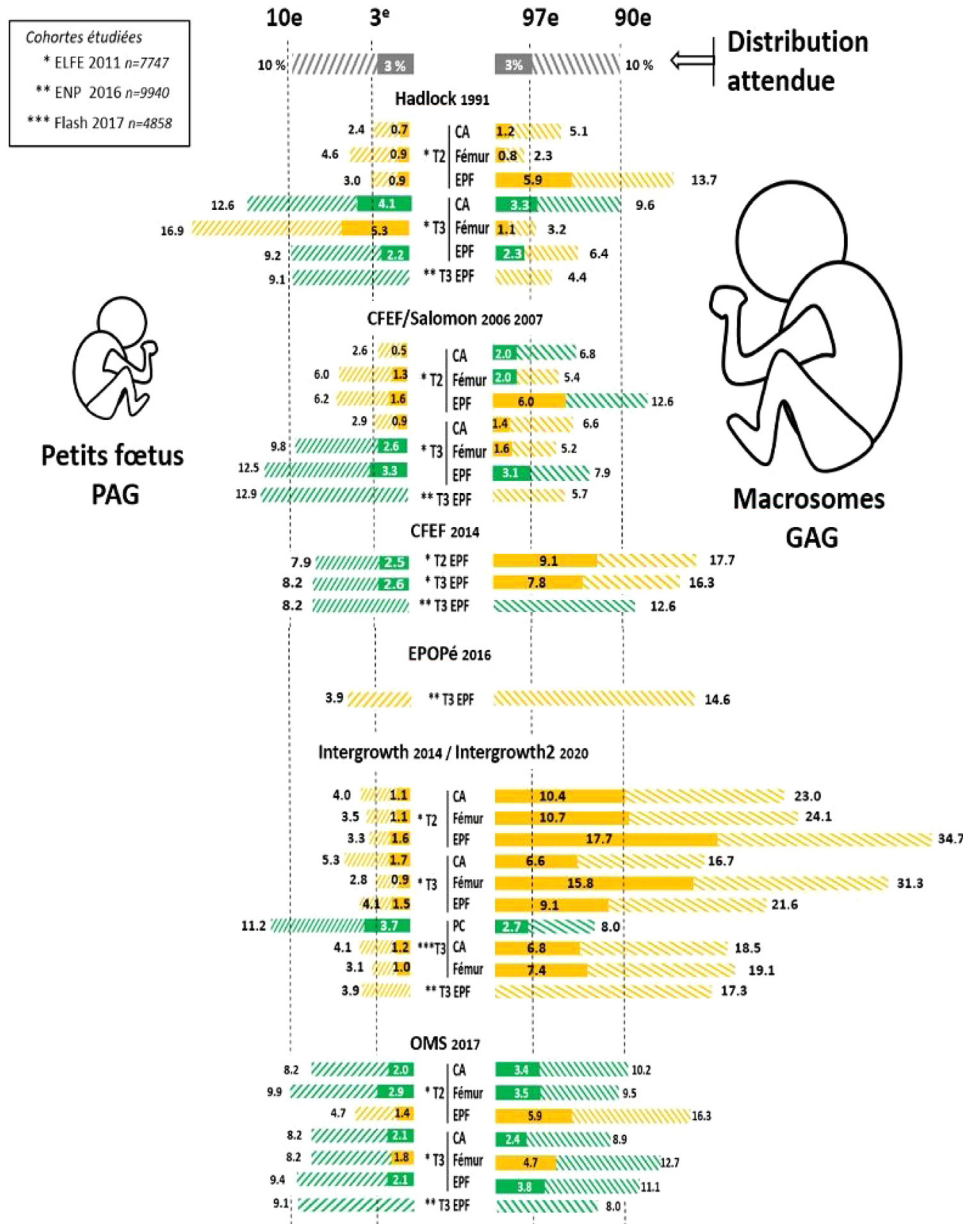 10e 3e 97e 90e
Cohortes étudiées
* ELFE 2011 n=7747
** ENP 2016 n=9940
*** Flash 2017 n=4858
10 % 3 % 3% 10 %
Distribution
attendue
Hadlock 1991
2.4 0.7 CA 1.2 5.1
4.6 0.9 * T2 Fémur 0.8 2.3
3.0 0.9 EPF 5.9 13.7
12.6 4.1 CA 3.3 9.6
16.9 5.3 * T3 Fémur 1.1 3.2
9.2 2.2 EPF 2.3 6.4
9.1 ** T3 EPF 4.4
CFEF/Salomon 2006 2007
2.6 0.5 CA 2.0 6.8
6.0 1.3 * T2 Fémur 2.0 5.4
6.2 1.6 EPF 6.0 12.6
2.9 0.9 CA 1.4 6.6
9.8 2.6 * T3 Fémur 1.6 5.2
12.5 3.3 EPF 3.1 7.9
12.9 ** T3 EPF 5.7
Petits fœtus
PAG
Macrosomes
GAG
CFEF 2014
7.9 2.5 * T2 EPF 9.1 17.7
8.2 2.6 * T3 EPF 7.8 16.3
8.2 ** T3 EPF 12.6
EPOPé 2016
3.9 ** T3 EPF 14.6
Intergrowth 2014 / Intergrowth2 2020
4.0 1.1 CA 10.4 23.0
3.5 1.1 * T2 Fémur 10.7 24.1
3.3 1.6 EPF 17.7 34.7
5.3 1.7 CA 6.6 16.7
2.8 0.9 * T3 Fémur 15.8 31.3
4.1 1.5 EPF 9.1 21.6
11.2 3.7 PC 2.7 8.0
4.1 1.2 ***T3 CA 6.8 18.5
3.1 1.0 Fémur 7.4 19.1
3.9 ** T3 EPF 17.3
OMS 2017
8.2 2.0 CA 3.4 10.2
9.9 2.9 * T2 Fémur 3.5 9.5
4.7 1.4 EPF 5.9 16.3
8.2 2.1 CA 2.4 8.9
8.2 1.8 * T3 Fémur 4.7 12.7
9.4 2.1 EPF 3.8 11.1
9.1 ** T3 EPF 8.0